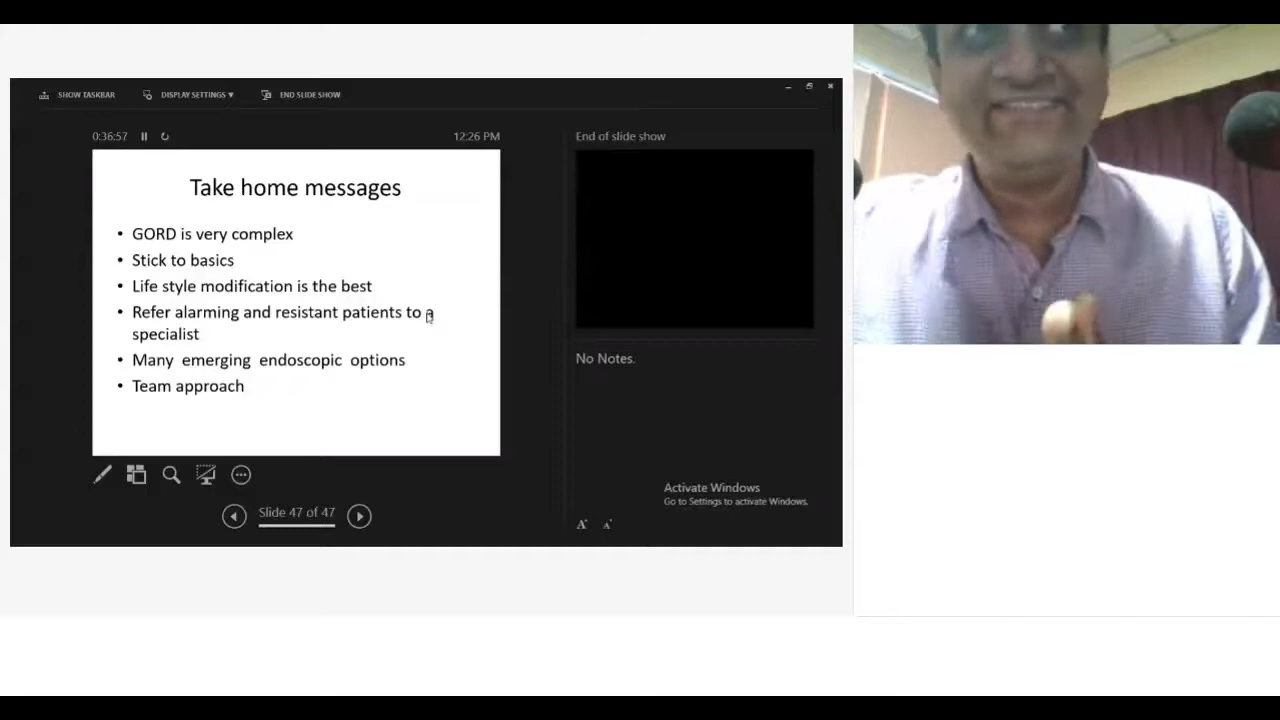 SHOW TASKBAR DISPLAY SETTINGS ▼ END SLIDE SHOW
0:36:57 12:26 PM
End of slide show
Take home messages
• GORD is very complex
• Stick to basics
• Life style modification is the best
• Refer alarming and resistant patients to a
specialist
• Many emerging endoscopic options
• Team approach
No Notes.
Activate Windows
Go to Settings to activate Windows.
Slide 47 of 47
A A